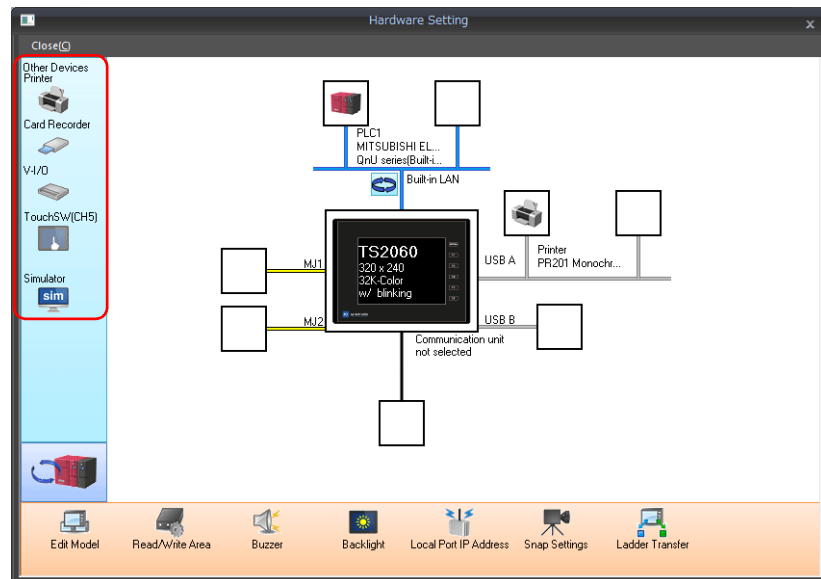 Hardware Setting
x
Close(C)
Other Devices
Printer
Card Recorder
V-I/O
TouchSW(CH5)
Simulator
sim
PLC1
MITSUBISHI EL...
QnU series(Built-i...
Built-in LAN
MJ1
MJ2
TS2060
320 x 240
32K-Color
w/ blinking
USB A
Printer
PR201 Monochr...
USB B
Communication unit
not selected
Edit Model
Read/Write Area
Buzzer
Backlight
Local Port IP Address
Snap Settings
Ladder Transfer